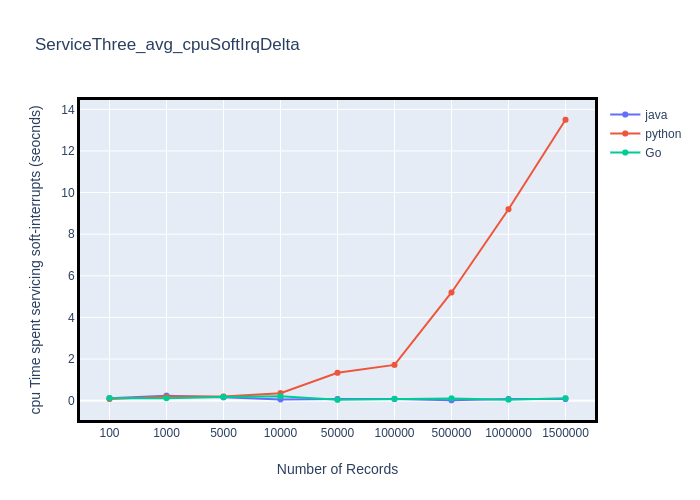 ServiceThree_avg_cpuSoftIrqDelta
java
python
Go
cpu Time spent servicing soft-interrupts (seocnds)
14
12
10
8
6
4
2
0
100 1000 5000 10000 50000 100000 500000 1000000 1500000
Number of Records